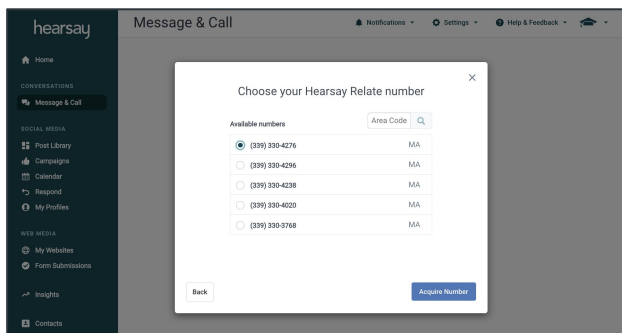 hearsay
Message & Call
Notifications
Settings
Help & Feedback
Home
CONVERSATIONS
Message & Call
SOCIAL MEDIA
Post Library
Campaigns
Calendar
Respond
My Profiles
WEB MEDIA
My Websites
Form Submissions
Insights
Contacts
Choose your Hearsay Relate number
Available numbers
Area Code
(339) 330-4276 MA
(339) 330-4296 MA
(339) 330-4238 MA
(339) 330-4020 MA
(339) 330-3768 MA
Back
Acquire Number